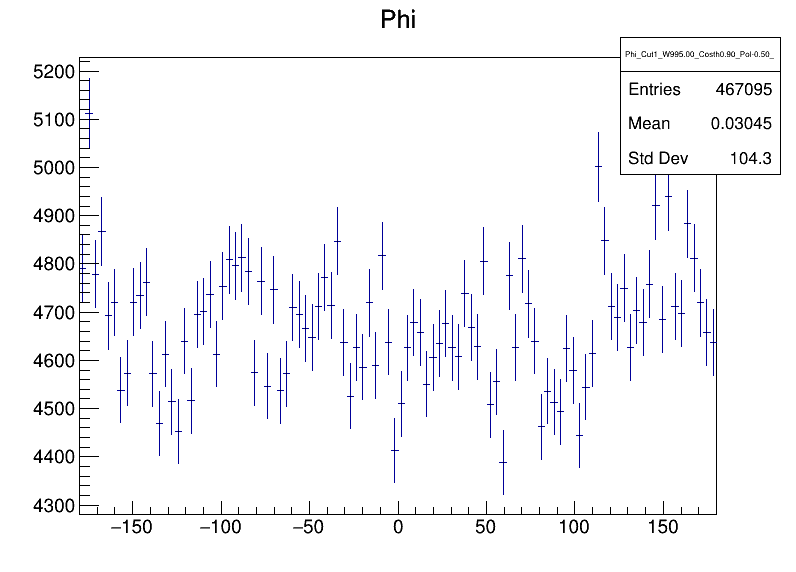 Phi
Phi_Cut1_W995.00_Costh0.90_Pol-0.50_
Entries 467095
Mean 0.03045
Std Dev 104.3
5200
5100
5000
4900
4800
4700
4600
4500
4400
4300
−150 −100 −50 0 50 100 150